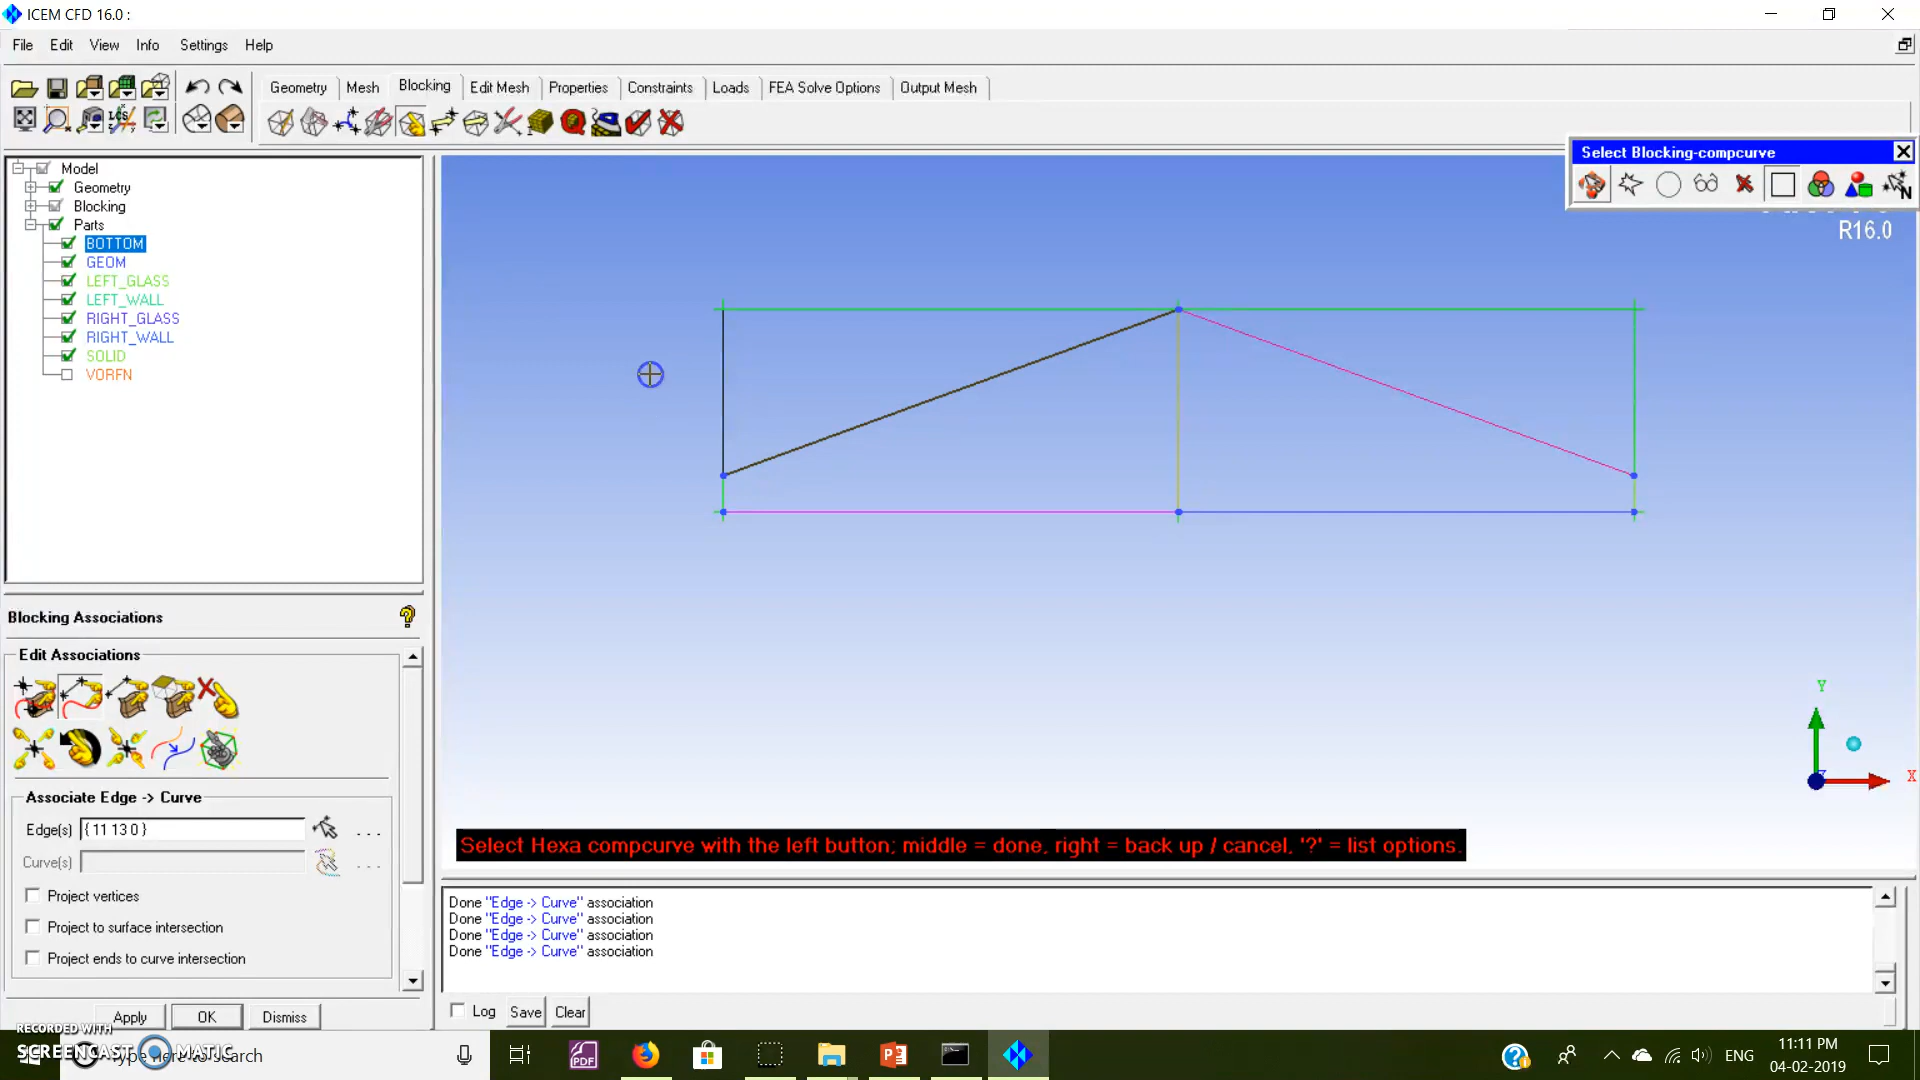 ICEM CFD 16.0 :
File Edit View Info Settings Help
Geometry Mesh Blocking Edit Mesh Properties Constraints Loads FEA Solve Options Output Mesh
Select Blocking-compcurve
R16.0
Model
Geometry
Blocking
Parts
BOTTOM
GEOM
LEFT_GLASS
LEFT_WALL
RIGHT_GLASS
RIGHT_WALL
SOLID
VORFN
Blocking Associations
Edit Associations
Associate Edge -> Curve
Edge(s) { 11 13 0 } . . .
Curve(s) . . .
Project vertices
Project to surface intersection
Project ends to curve intersection
Apply OK Dismiss
Y
X
Select Hexa compcurve with the left button; middle = done, right = back up / cancel, '?' = list options.
Done "Edge -> Curve" association
Done "Edge -> Curve" association
Done "Edge -> Curve" association
Done "Edge -> Curve" association
Log Save Clear
RECORDED WITH
SCREENCAST MATIC
Type here to search
PDF
ENG
11:11 PM
04-02-2019